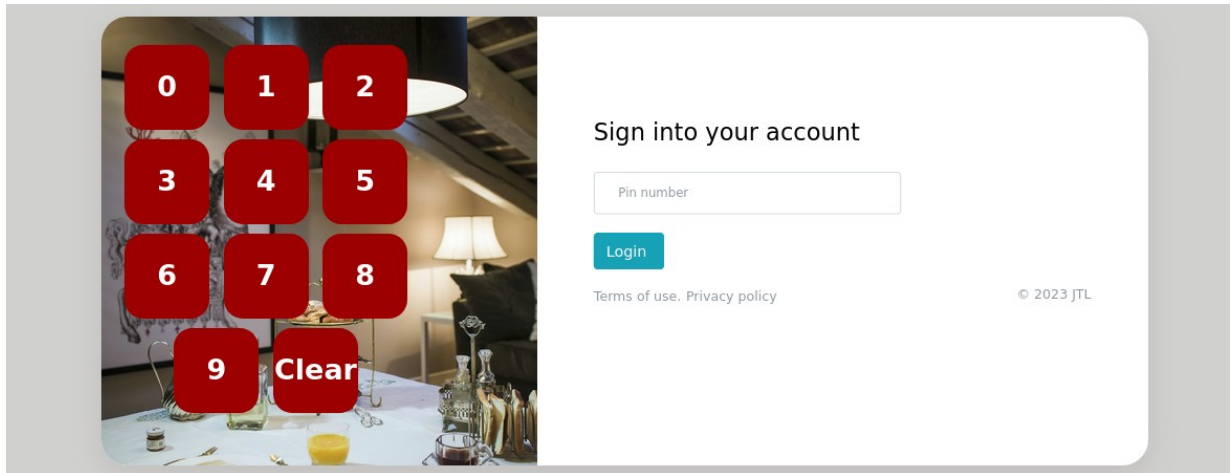 0 1 2
3 4 5
6 7 8
9 Clear
Sign into your account
Pin number
Login
Terms of use. Privacy policy
© 2023 JTL